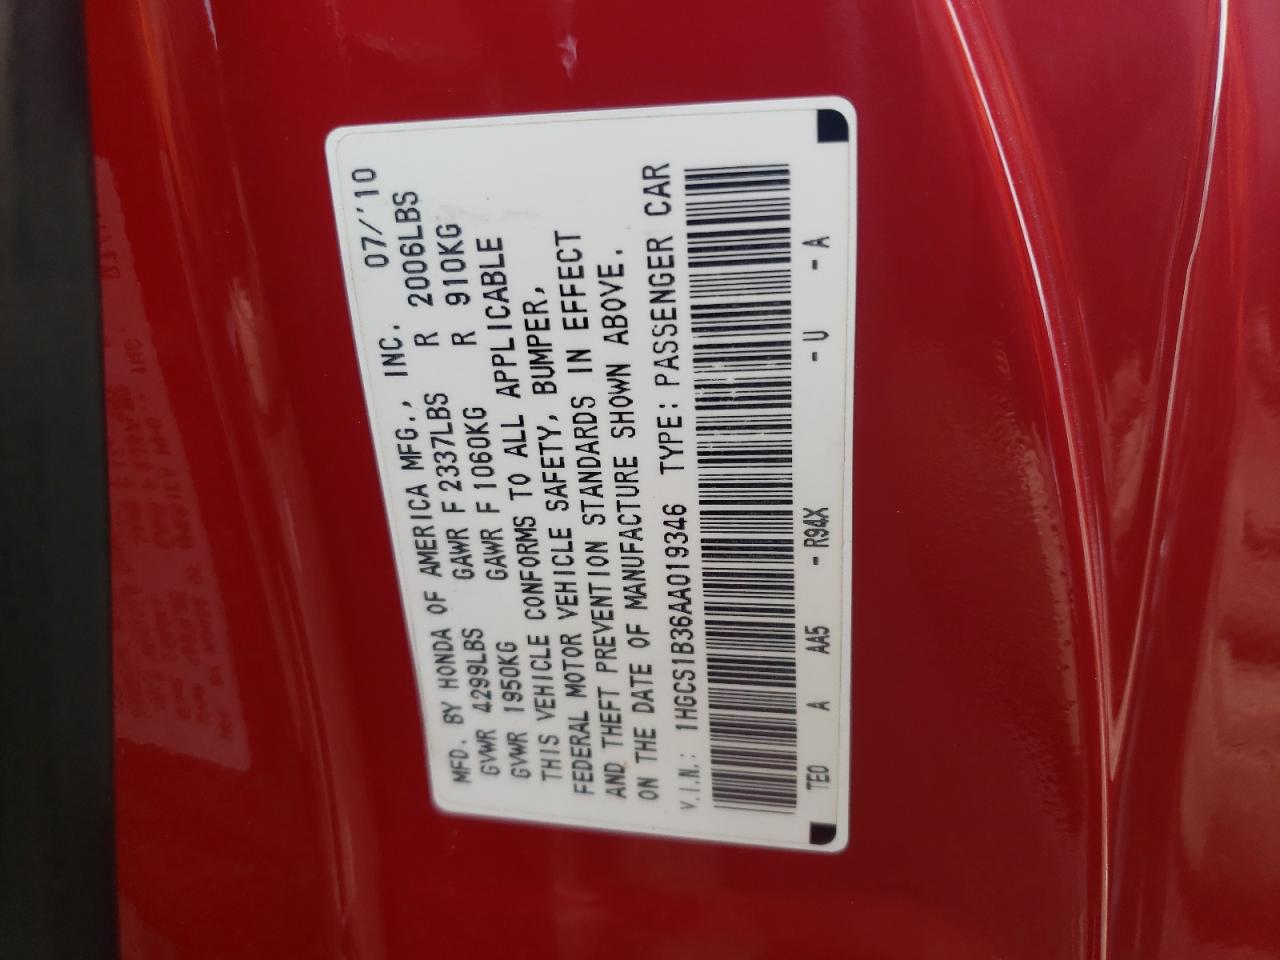 MFD. BY HONDA OF AMERICA MFG., INC. 07/'10
GVWR 4299LBS GAWR F 2337LBS R 2006LBS
GVWR 1950KG GAWR F 1060KG R 910KG
THIS VEHICLE CONFORMS TO ALL APPLICABLE
FEDERAL MOTOR VEHICLE SAFETY, BUMPER,
AND THEFT PREVENTION STANDARDS IN EFFECT
ON THE DATE OF MANUFACTURE SHOWN ABOVE.
V.I.N.: 1HGCS1B36AA019346 TYPE: PASSENGER CAR
TE0 A AA5 - R94X - U - A